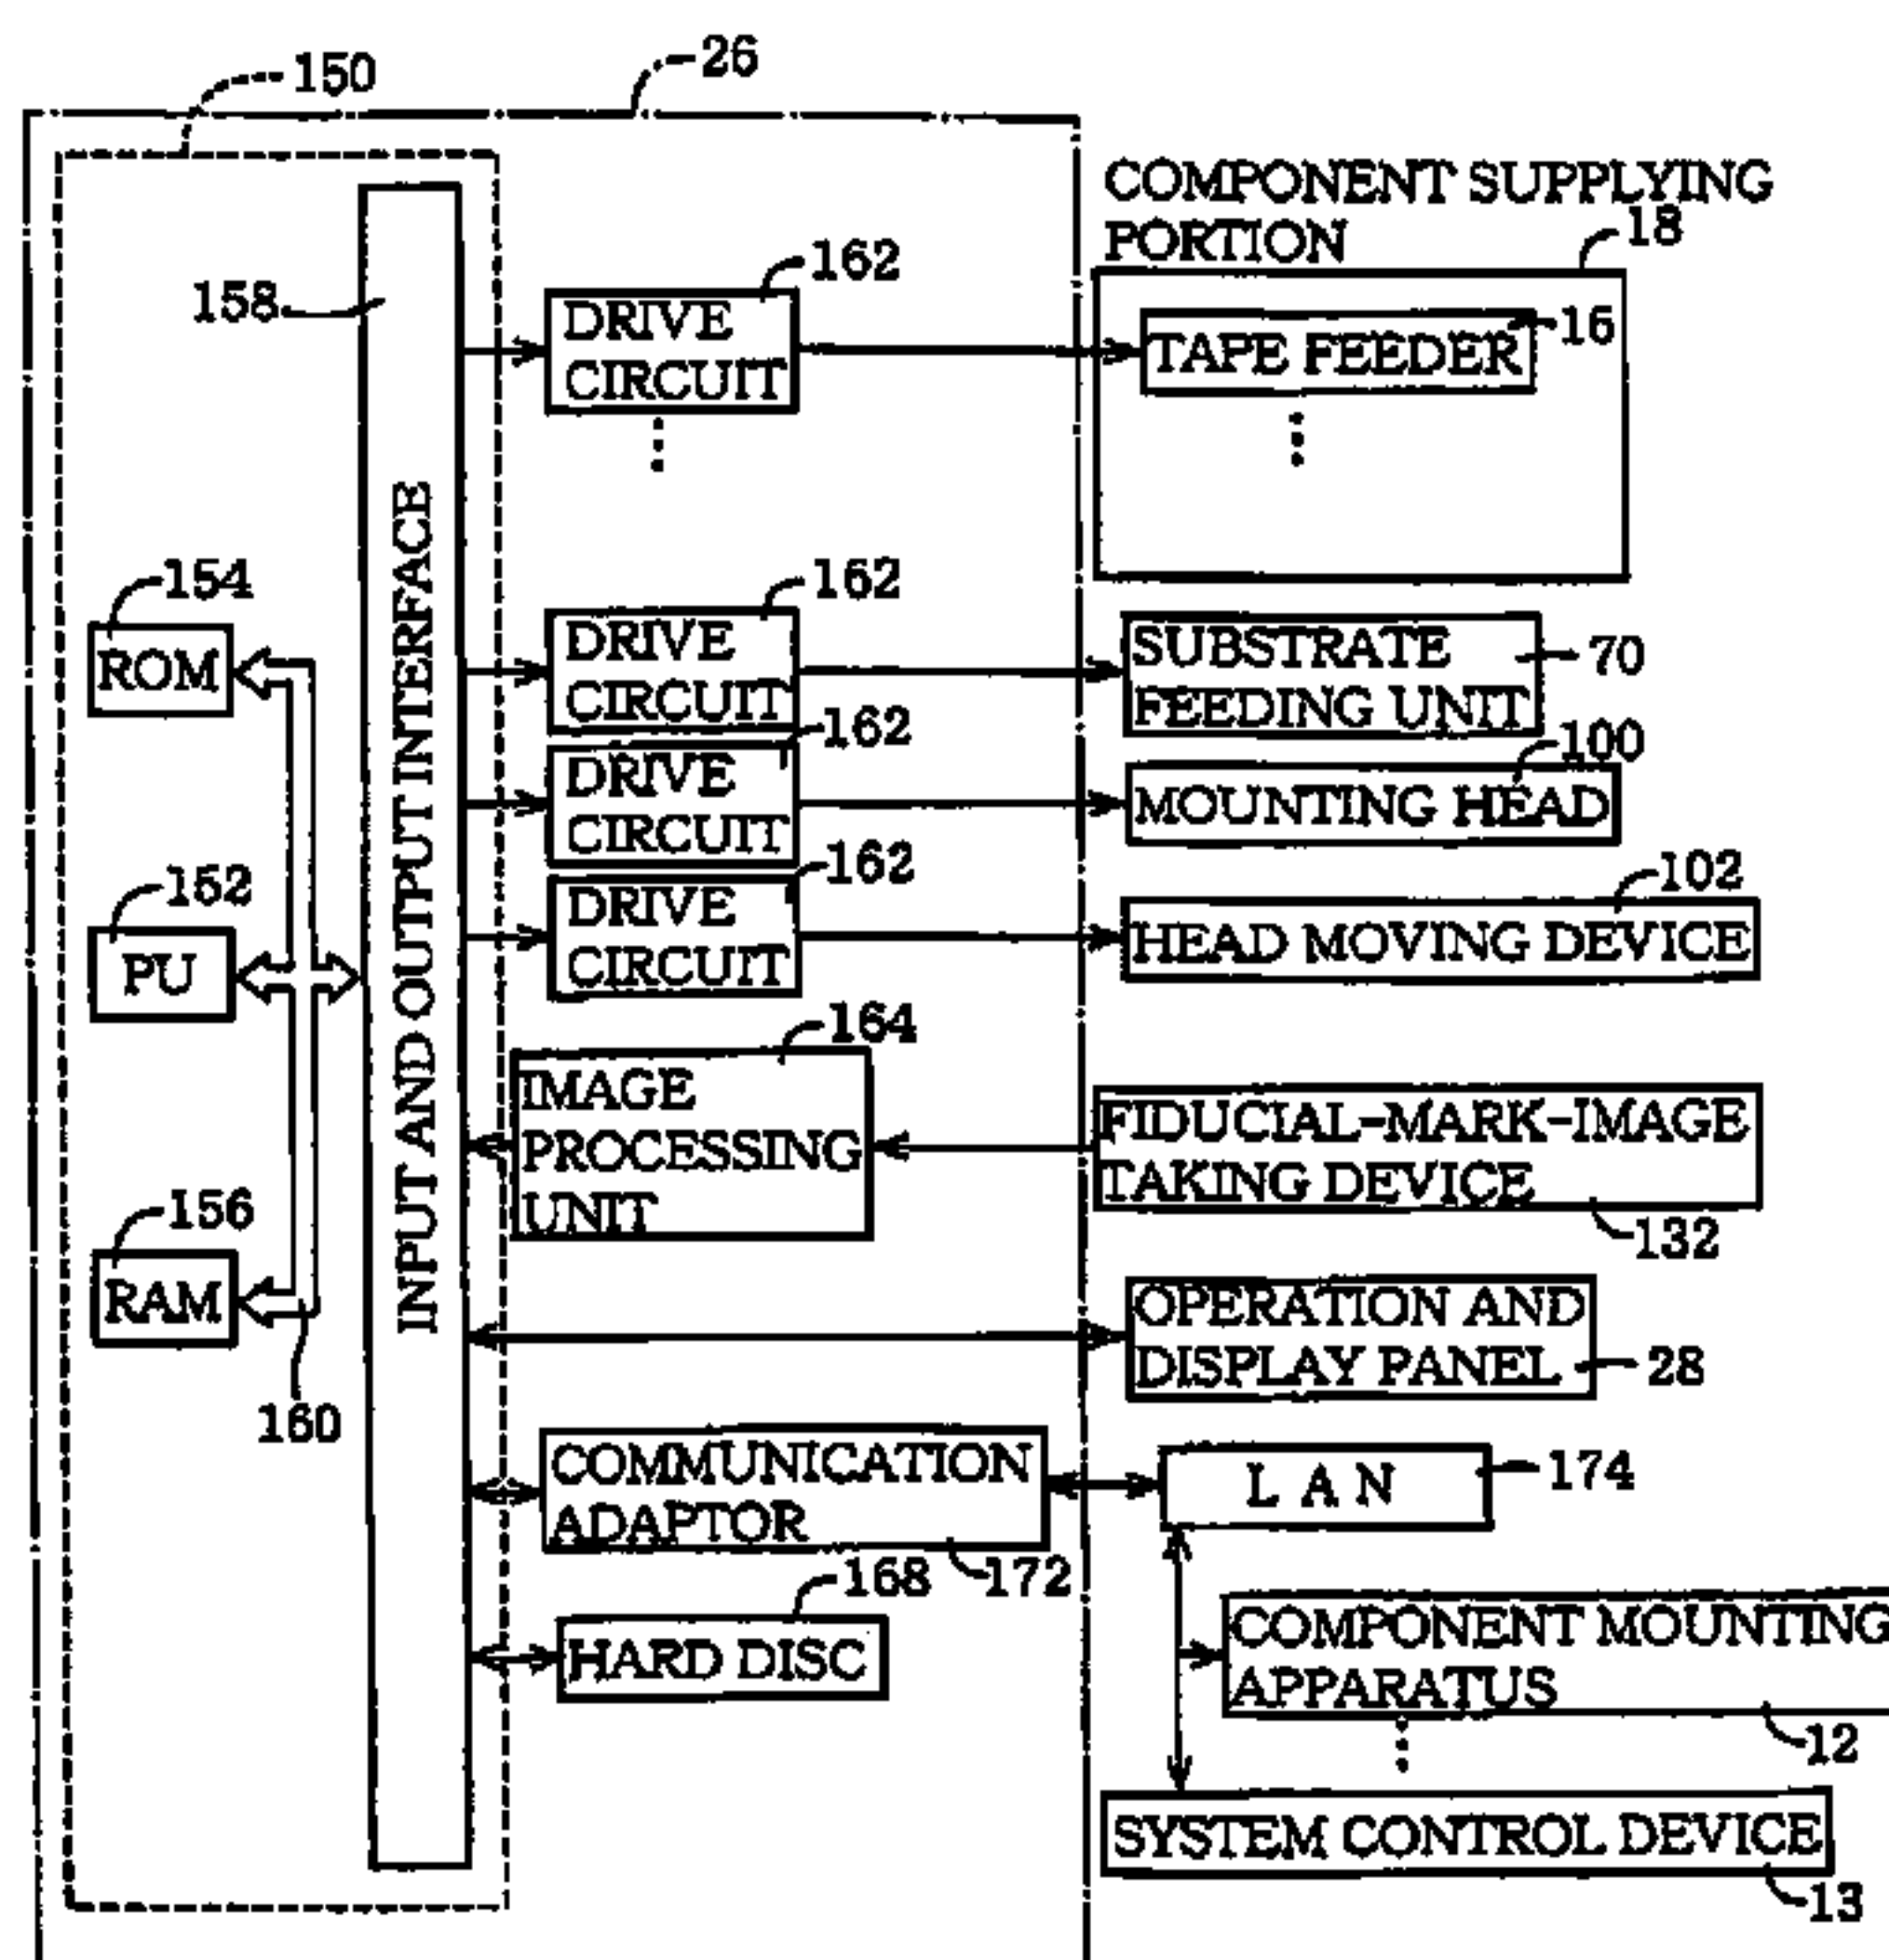 150
26
COMPONENT SUPPLYING
PORTION
18
158
162
DRIVE
CIRCUIT
16
TAPE FEEDER
154
ROM
162
DRIVE
CIRCUIT
SUBSTRATE
FEEDING UNIT
70
162
DRIVE
CIRCUIT
100
MOUNTING HEAD
152
PU
162
DRIVE
CIRCUIT
102
HEAD MOVING DEVICE
INPUT AND OUTPUT INTERFACE
164
IMAGE
PROCESSING
UNIT
FIDUCIAL-MARK-IMAGE
TAKING DEVICE
132
156
RAM
160
OPERATION AND
DISPLAY PANEL
28
COMMUNICATION
ADAPTOR
172
LAN
174
168
HARD DISC
COMPONENT MOUNTING
APPARATUS
12
SYSTEM CONTROL DEVICE
13